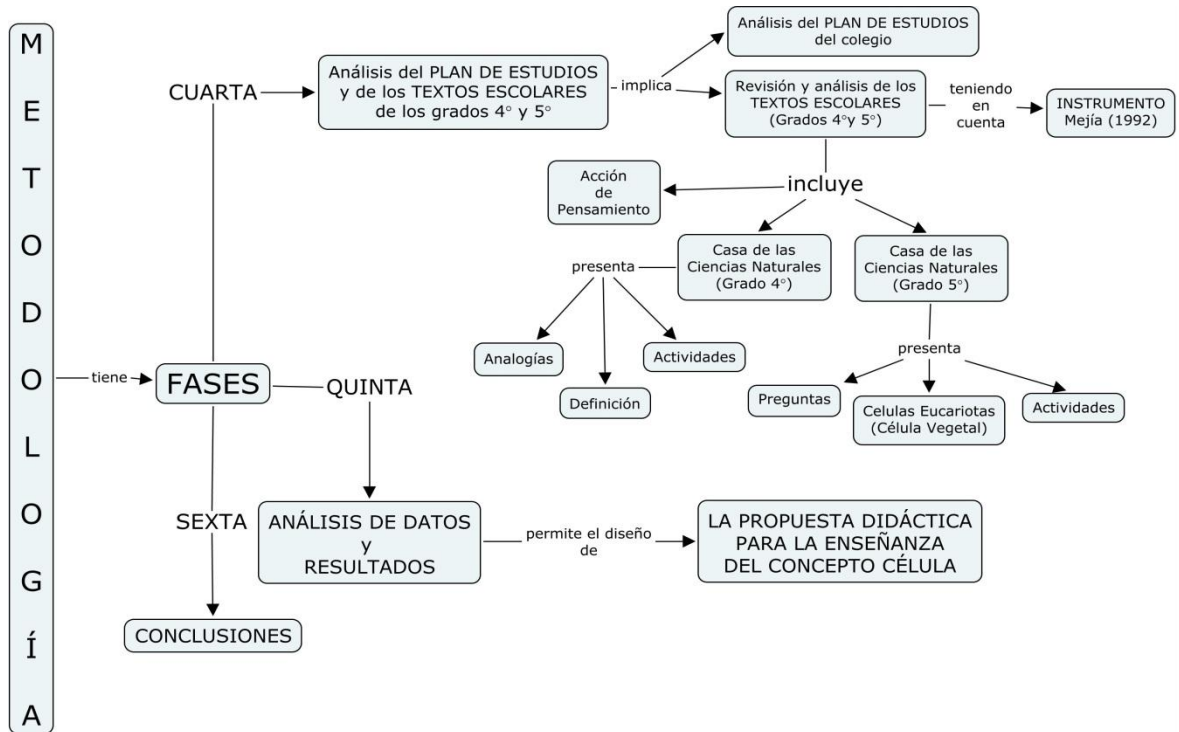 METODOLOGÍA
tiene
FASES
CUARTA
Análisis del PLAN DE ESTUDIOS
y de los TEXTOS ESCOLARES
de los grados 4° y 5°
implica
Análisis del PLAN DE ESTUDIOS
del colegio
Revisión y análisis de los
TEXTOS ESCOLARES
(Grados 4°y 5°)
teniendo
en
cuenta
INSTRUMENTO
Mejía (1992)
incluye
Acción
de
Pensamiento
Casa de las
Ciencias Naturales
(Grado 4°)
presenta
Analogías
Definición
Actividades
Casa de las
Ciencias Naturales
(Grado 5°)
presenta
Preguntas
Celulas Eucariotas
(Célula Vegetal)
Actividades
QUINTA
ANÁLISIS DE DATOS
y
RESULTADOS
permite el diseño
de
LA PROPUESTA DIDÁCTICA
PARA LA ENSEÑANZA
DEL CONCEPTO CÉLULA
SEXTA
CONCLUSIONES